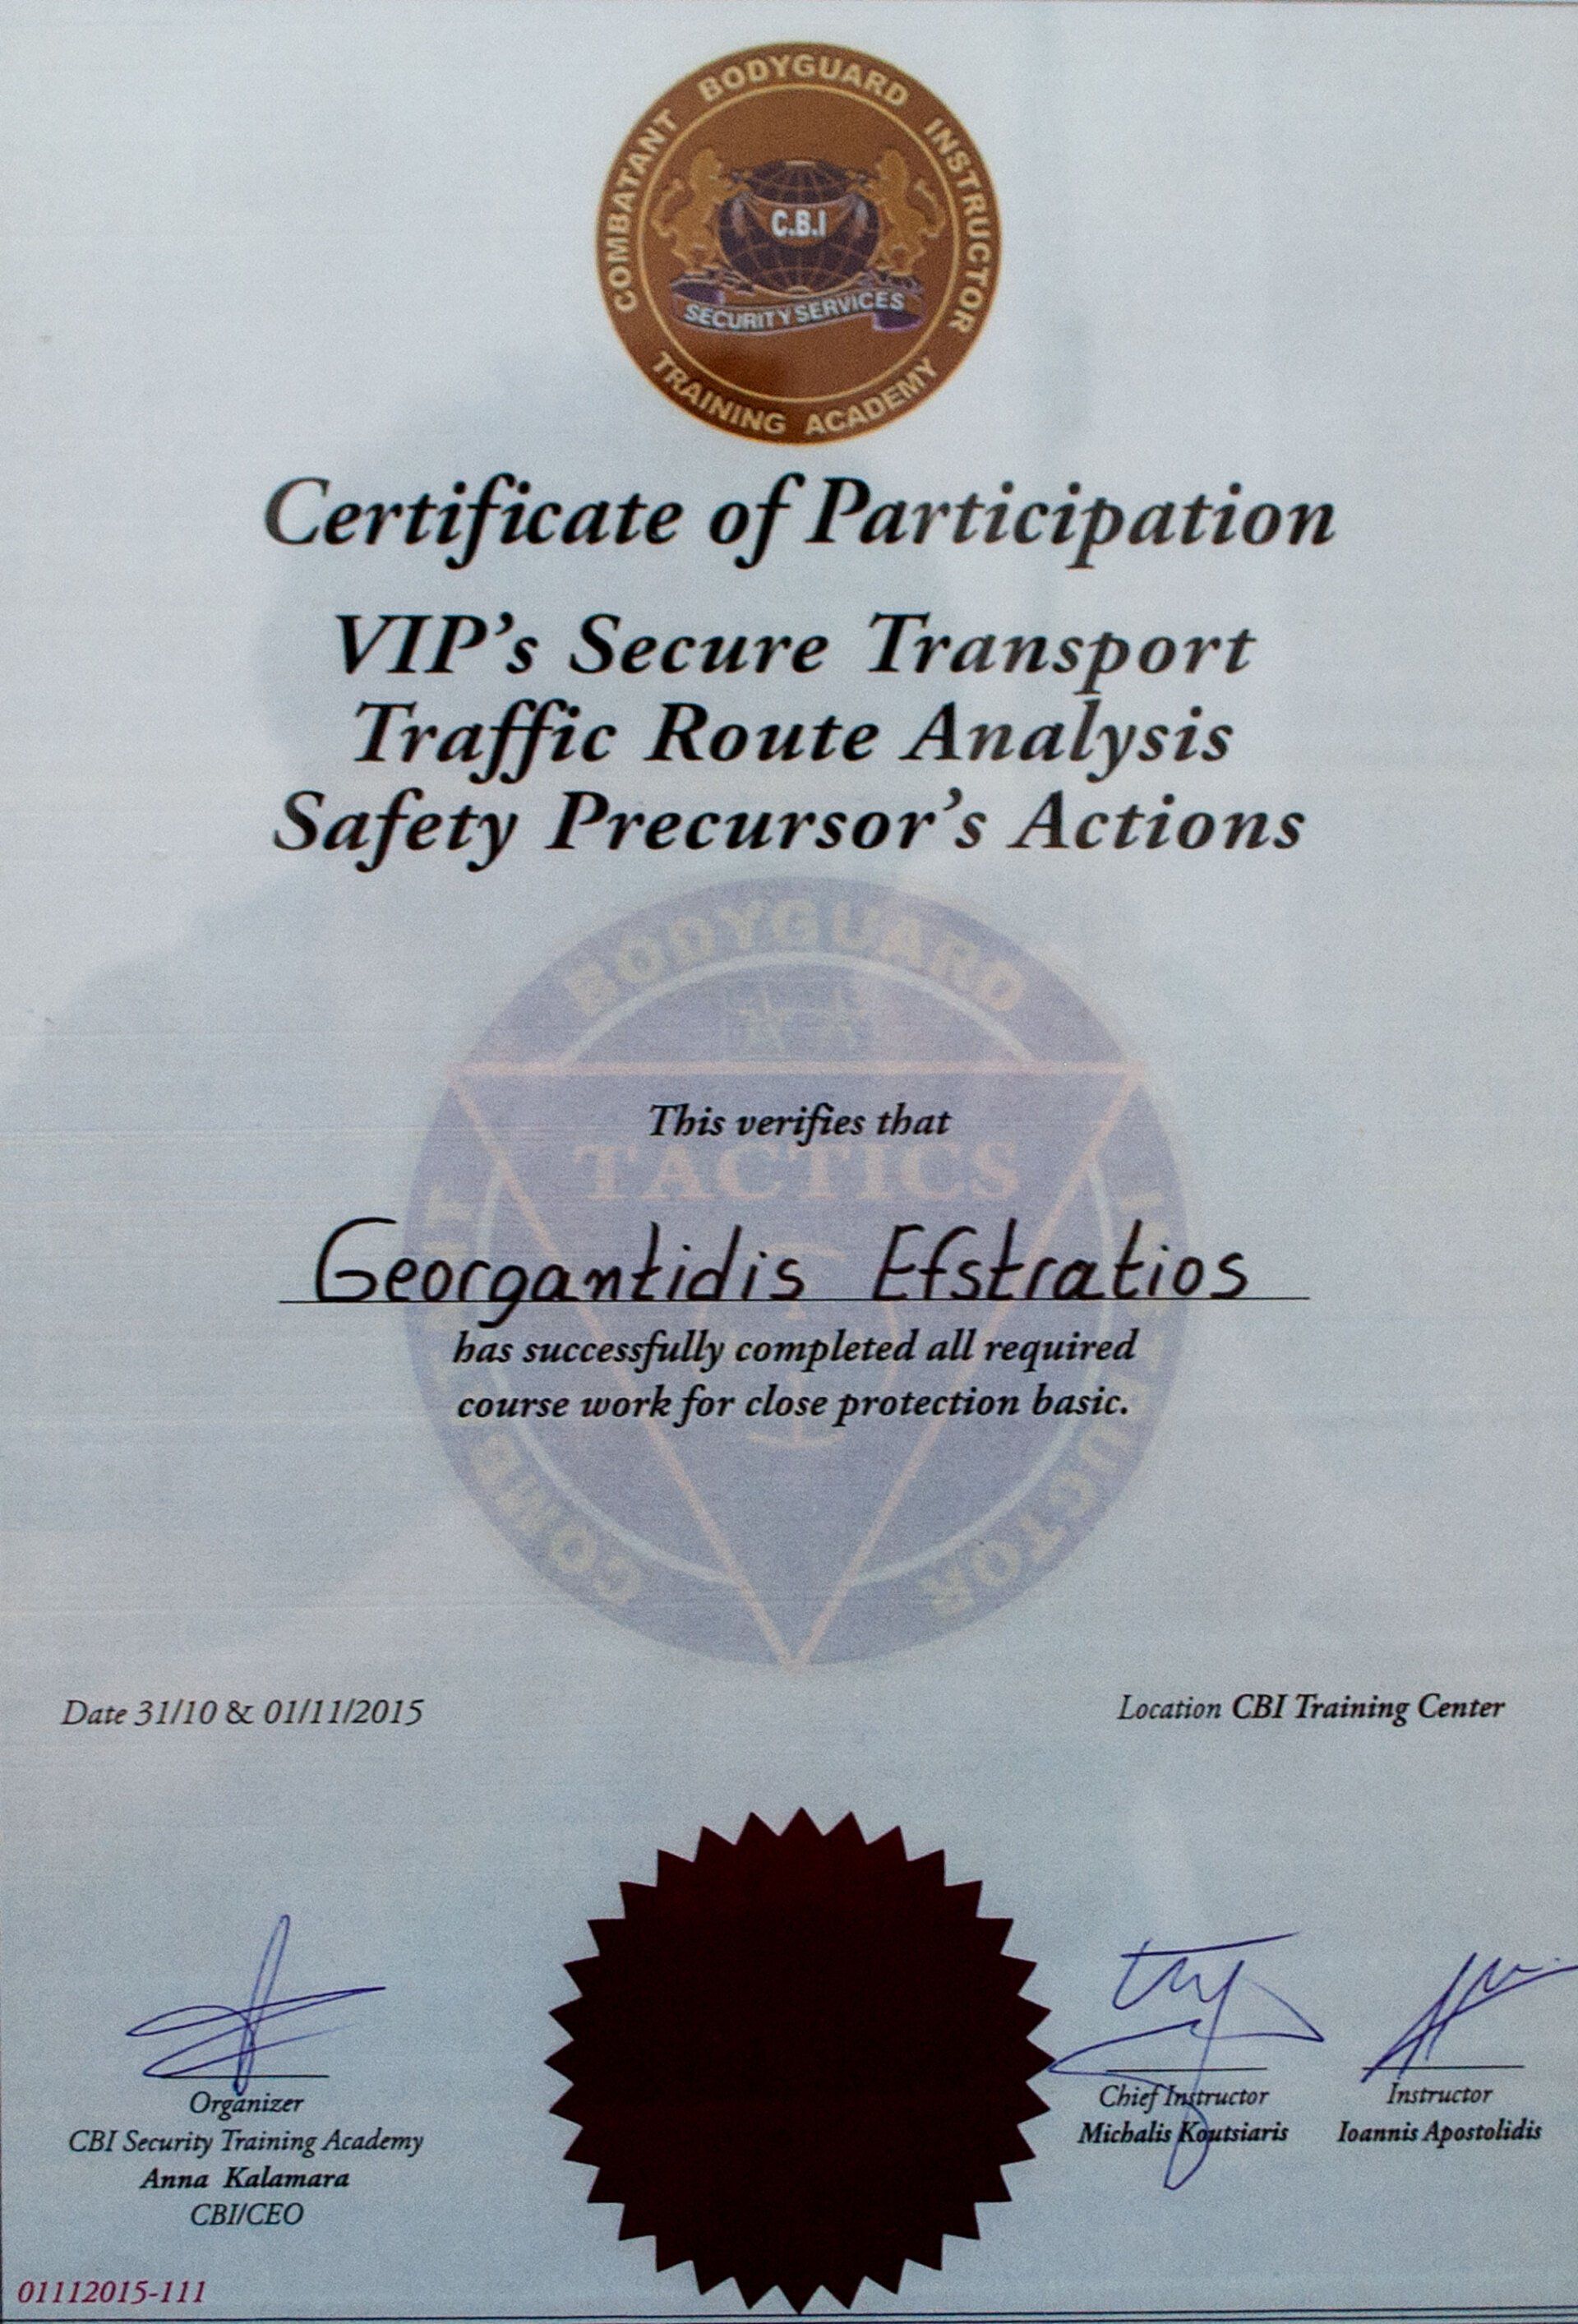 COMBATANT BODYGUARD INSTRUCTOR
C.B.I
SECURITY SERVICES
TRAINING ACADEMY
Certificate of Participation
VIP's Secure Transport
Traffic Route Analysis
Safety Precursor's Actions
BODYGUARD
This verifies that
TACTICS
Georgantidis Efstratios
has successfully completed all required
course work for close protection basic.
INSTRUCTOR
Date 31/10 & 01/11/2015
Location CBI Training Center
Organizer
CBI Security Training Academy
Anna Kalamara
CBI/CEO
Chief Instructor
Michalis Koutsiaris
Instructor
Ioannis Apostolidis
01112015-111